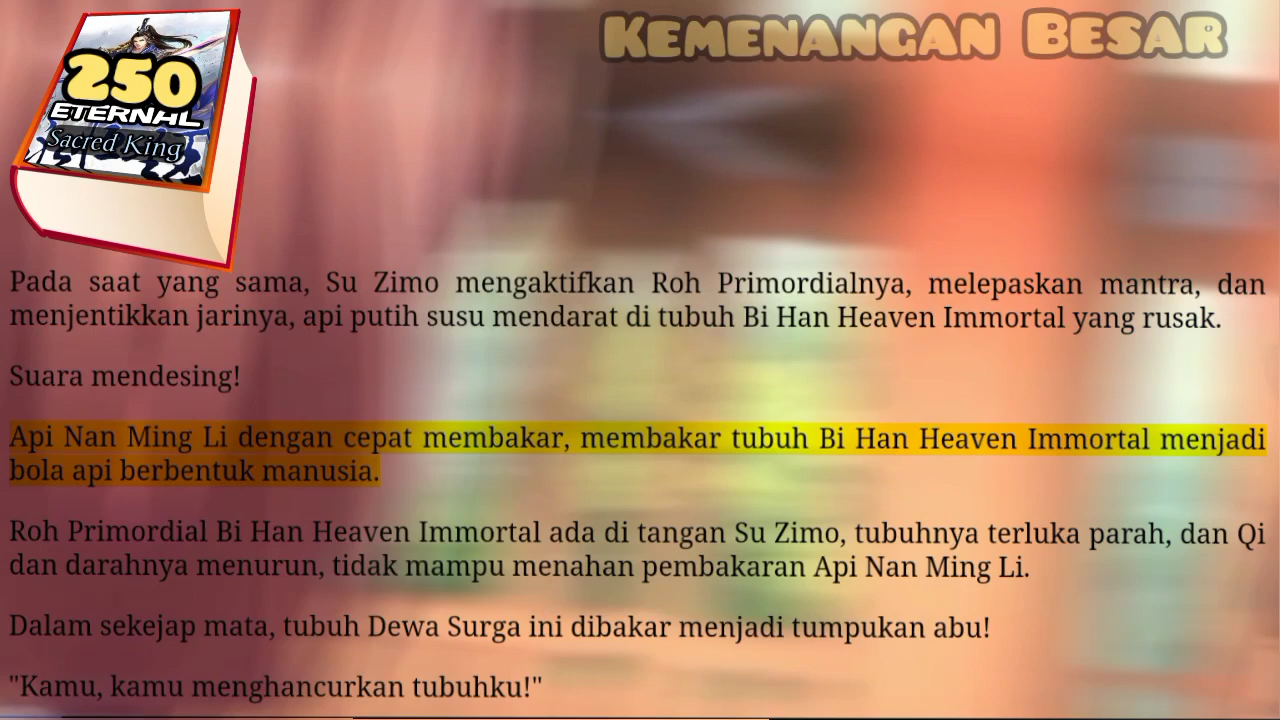 Kemenangan Besar
250
ETERNAL
Sacred King
Pada saat yang sama, Su Zimo mengaktifkan Roh Primordialnya, melepaskan mantra, dan
menjentikkan jarinya, api putih susu mendarat di tubuh Bi Han Heaven Immortal yang rusak.
Suara mendesing!
Api Nan Ming Li dengan cepat membakar, membakar tubuh Bi Han Heaven Immortal menjadi
bola api berbentuk manusia.
Roh Primordial Bi Han Heaven Immortal ada di tangan Su Zimo, tubuhnya terluka parah, dan Qi
dan darahnya menurun, tidak mampu menahan pembakaran Api Nan Ming Li.
Dalam sekejap mata, tubuh Dewa Surga ini dibakar menjadi tumpukan abu!
"Kamu, kamu menghancurkan tubuhku!"